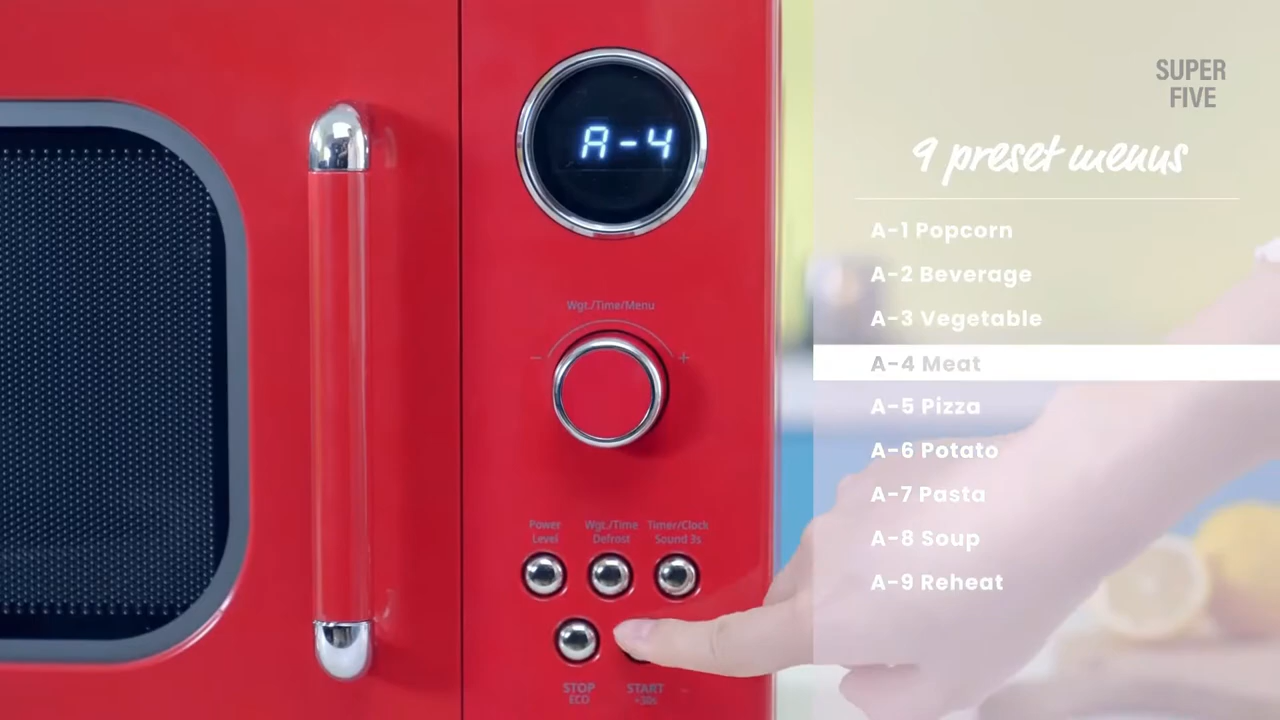 A-4
Wgt./Time/Menu
- +
Power
Level
Wgt./Time
Defrost
Timer/Clock
Sound 3s
STOP
ECO
START
+30s
SUPER
FIVE
9 preset menus
A-1 Popcorn
A-2 Beverage
A-3 Vegetable
A-4 Meat
A-5 Pizza
A-6 Potato
A-7 Pasta
A-8 Soup
A-9 Reheat